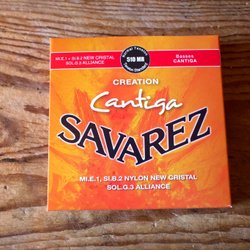 MI.E.1 - SI.B.2 NEW CRISTAL
SOL.G.3 ALLIANCE
510 MR
Basses
CANTIGA
CREATION
Cantiga
SAVAREZ
MI.E.1, SI.B.2 NYLON NEW CRISTAL
SOL.G.3 ALLIANCE